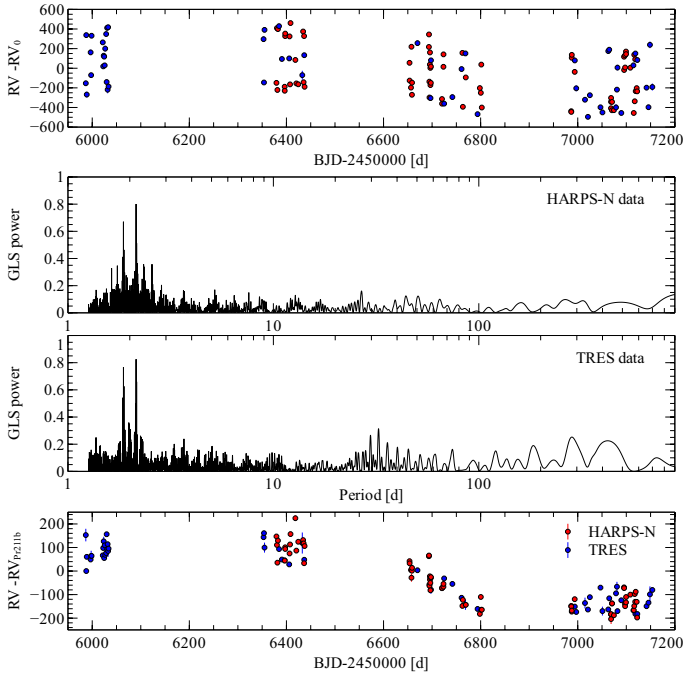 RV -RV0
600
400
200
0
-200
-400
-600
6000 6200 6400 6600 6800 7000 7200
BJD-2450000 [d]
GLS power
HARPS-N data
1
0.8
0.6
0.4
0.2
0
1 10 100
GLS power
TRES data
1
0.8
0.6
0.4
0.2
0
1 10 100
Period [d]
RV -RVPr211b
HARPS-N
TRES
200
100
0
-100
-200
6000 6200 6400 6600 6800 7000 7200
BJD-2450000 [d]